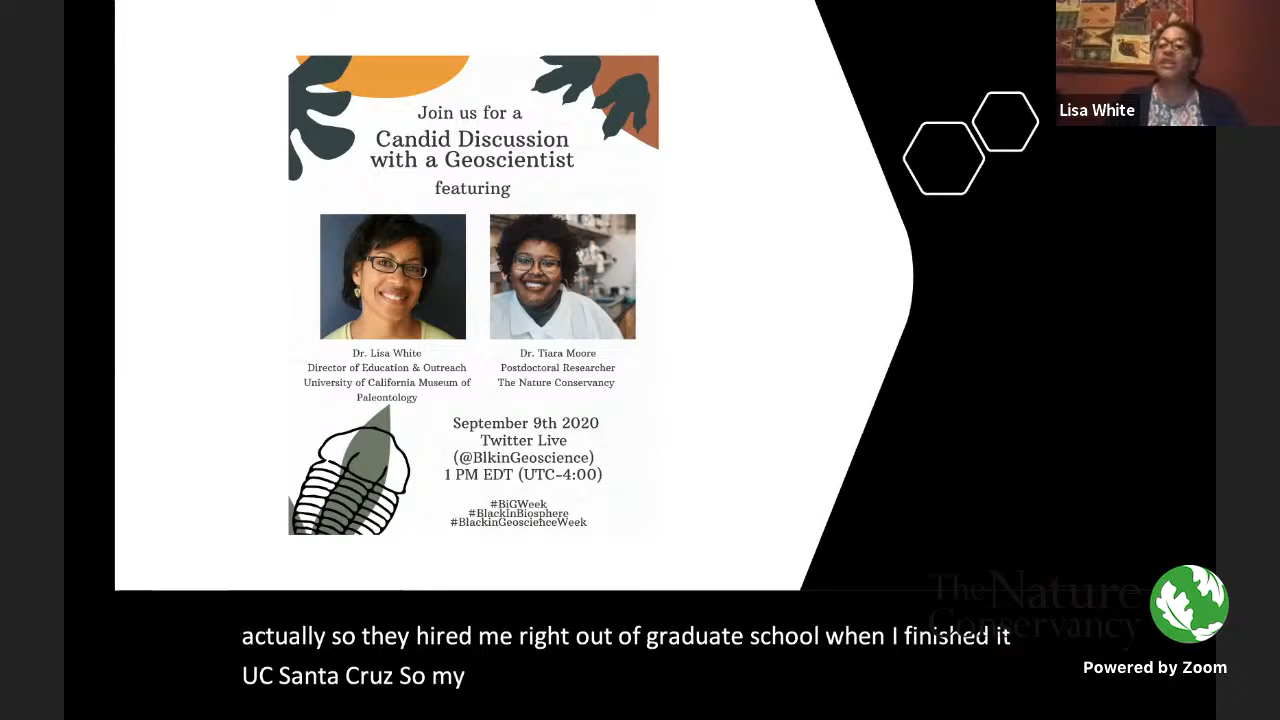 Join us for a
Candid Discussion
with a Geoscientist
featuring
Dr. Lisa White
Director of Education & Outreach
University of California Museum of
Paleontology
Dr. Tiara Moore
Postdoctoral Researcher
The Nature Conservancy
September 9th 2020
Twitter Live
(@BlkinGeoscience)
1 PM EDT (UTC-4:00)
#BiGWeek
#BlackInBiosphere
#BlackinGeoscienceWeek
Lisa White
The Nature
Conservancy
Powered by Zoom
actually so they hired me right out of graduate school when I finished it
UC Santa Cruz So my